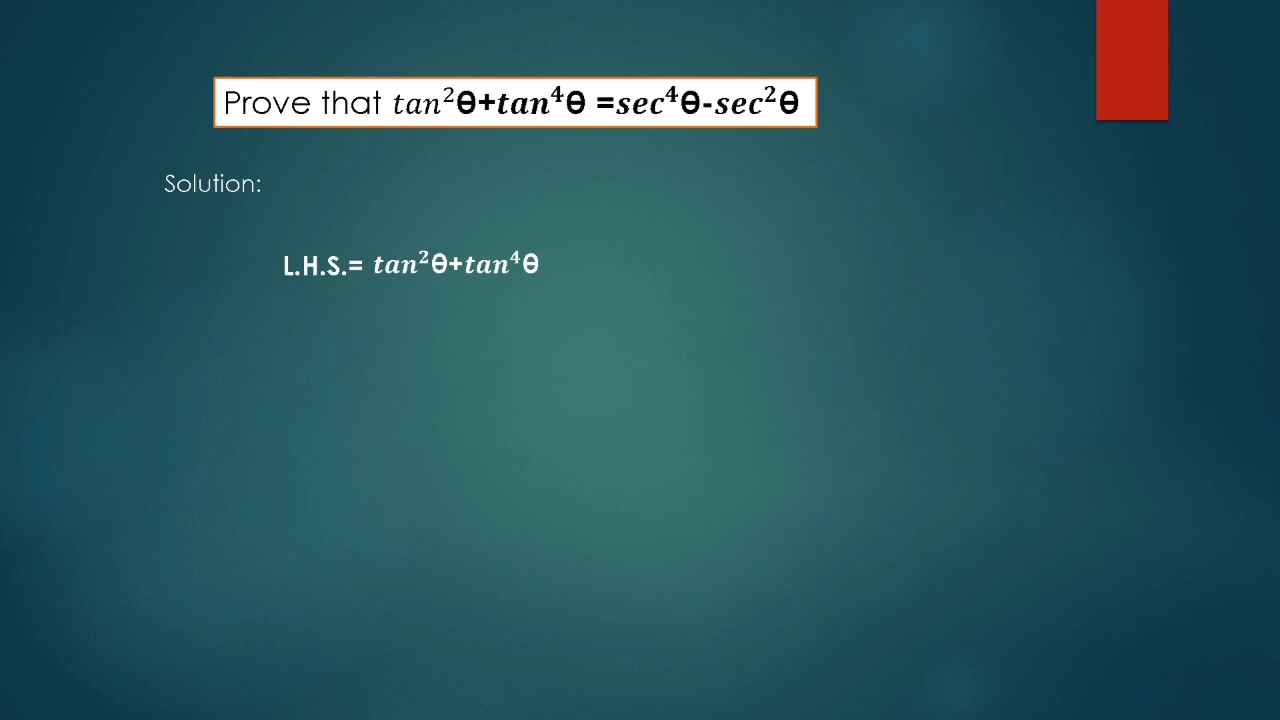 Prove that tan²θ+tan⁴θ =sec⁴θ-sec²θ
Solution:
L.H.S.= tan²θ+tan⁴θ